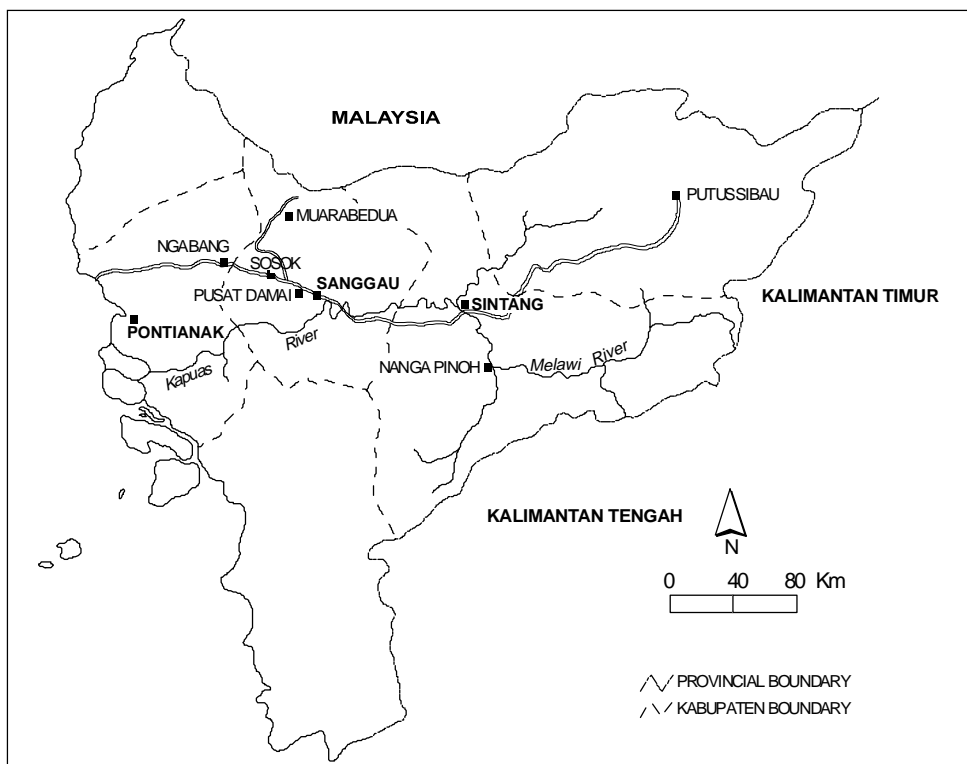 MALAYSIA
PUTUSSIBAU
MUARABEDUA
NGABANG
SOSOK
SANGGAU
PUSAT DAMAI
SINTANG
KALIMANTAN TIMUR
PONTIANAK
River
Kapuas
NANGA PINOH
Melawi River
KALIMANTAN TENGAH
N
0 40 80 Km
PROVINCIAL BOUNDARY
KABUPATEN BOUNDARY